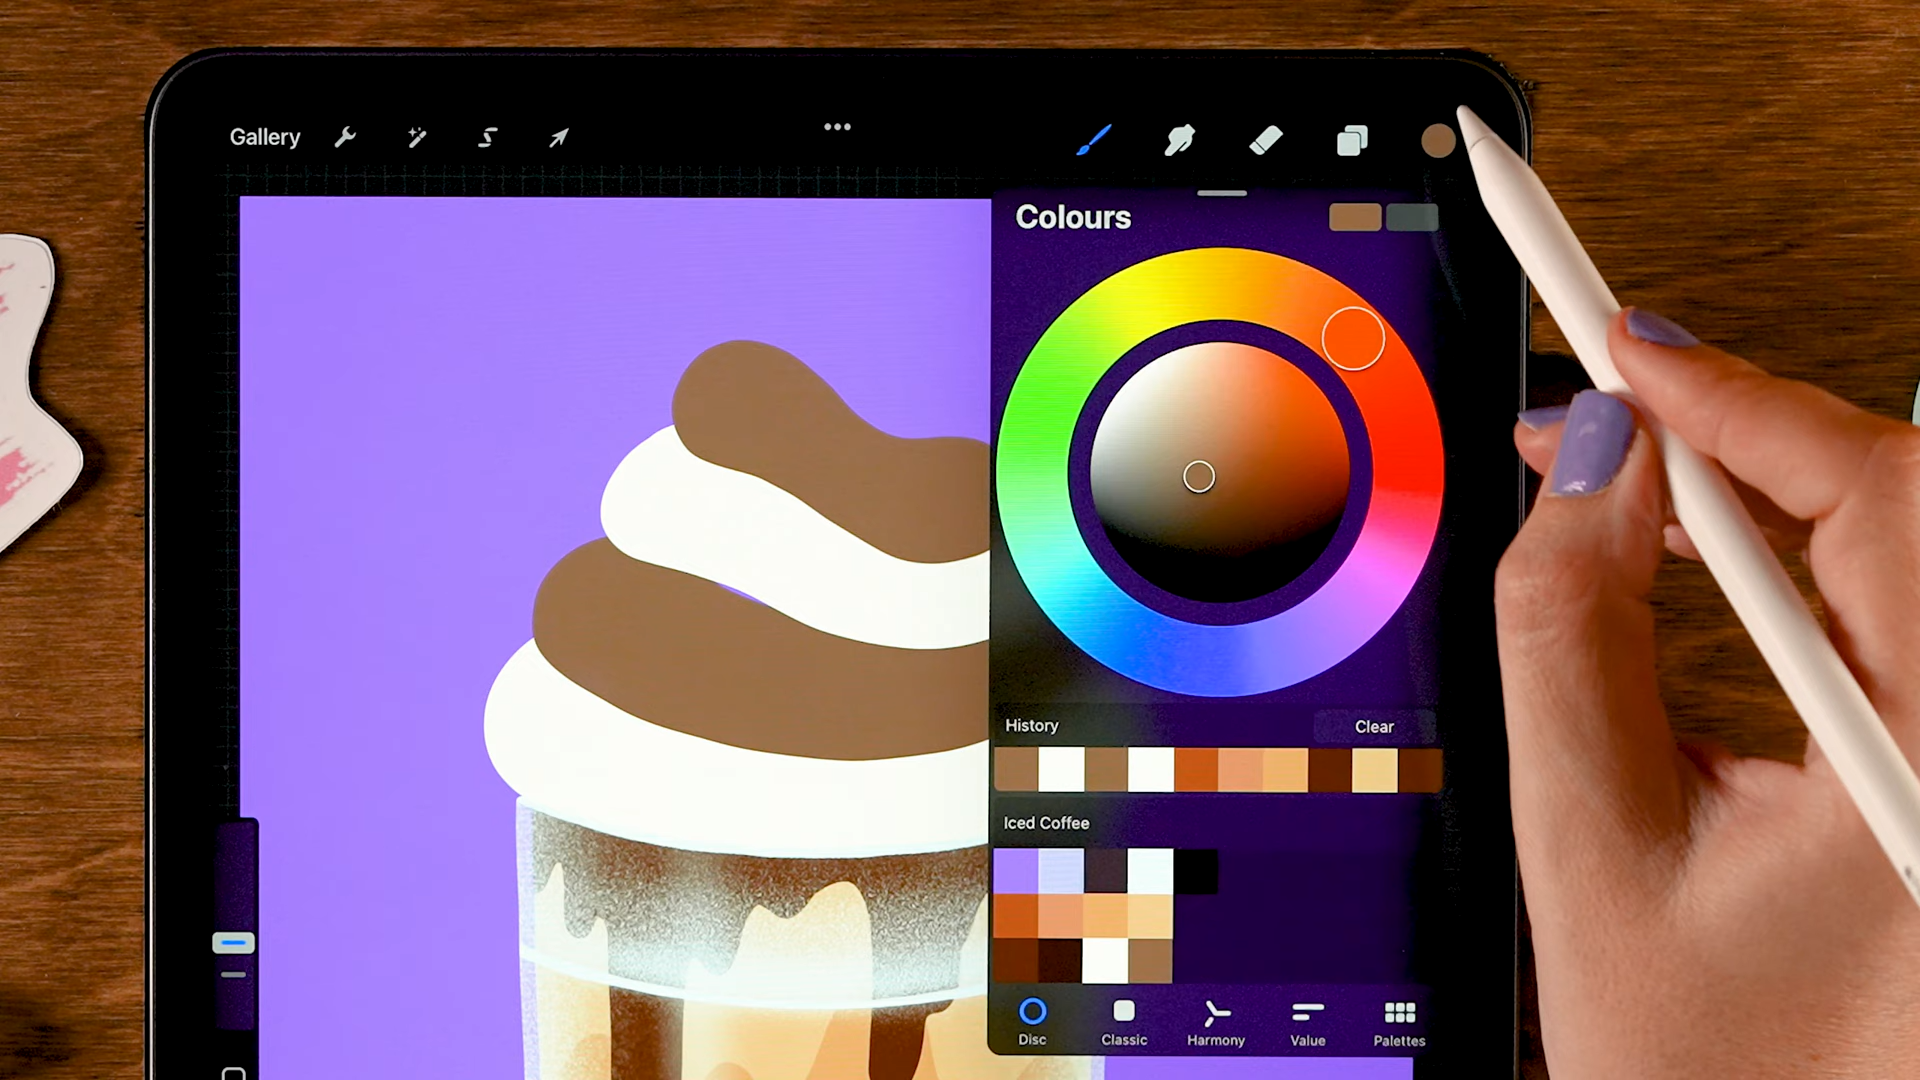 Gallery
Colours
History
Clear
Iced Coffee
Disc
Classic
Harmony
Value
Palettes